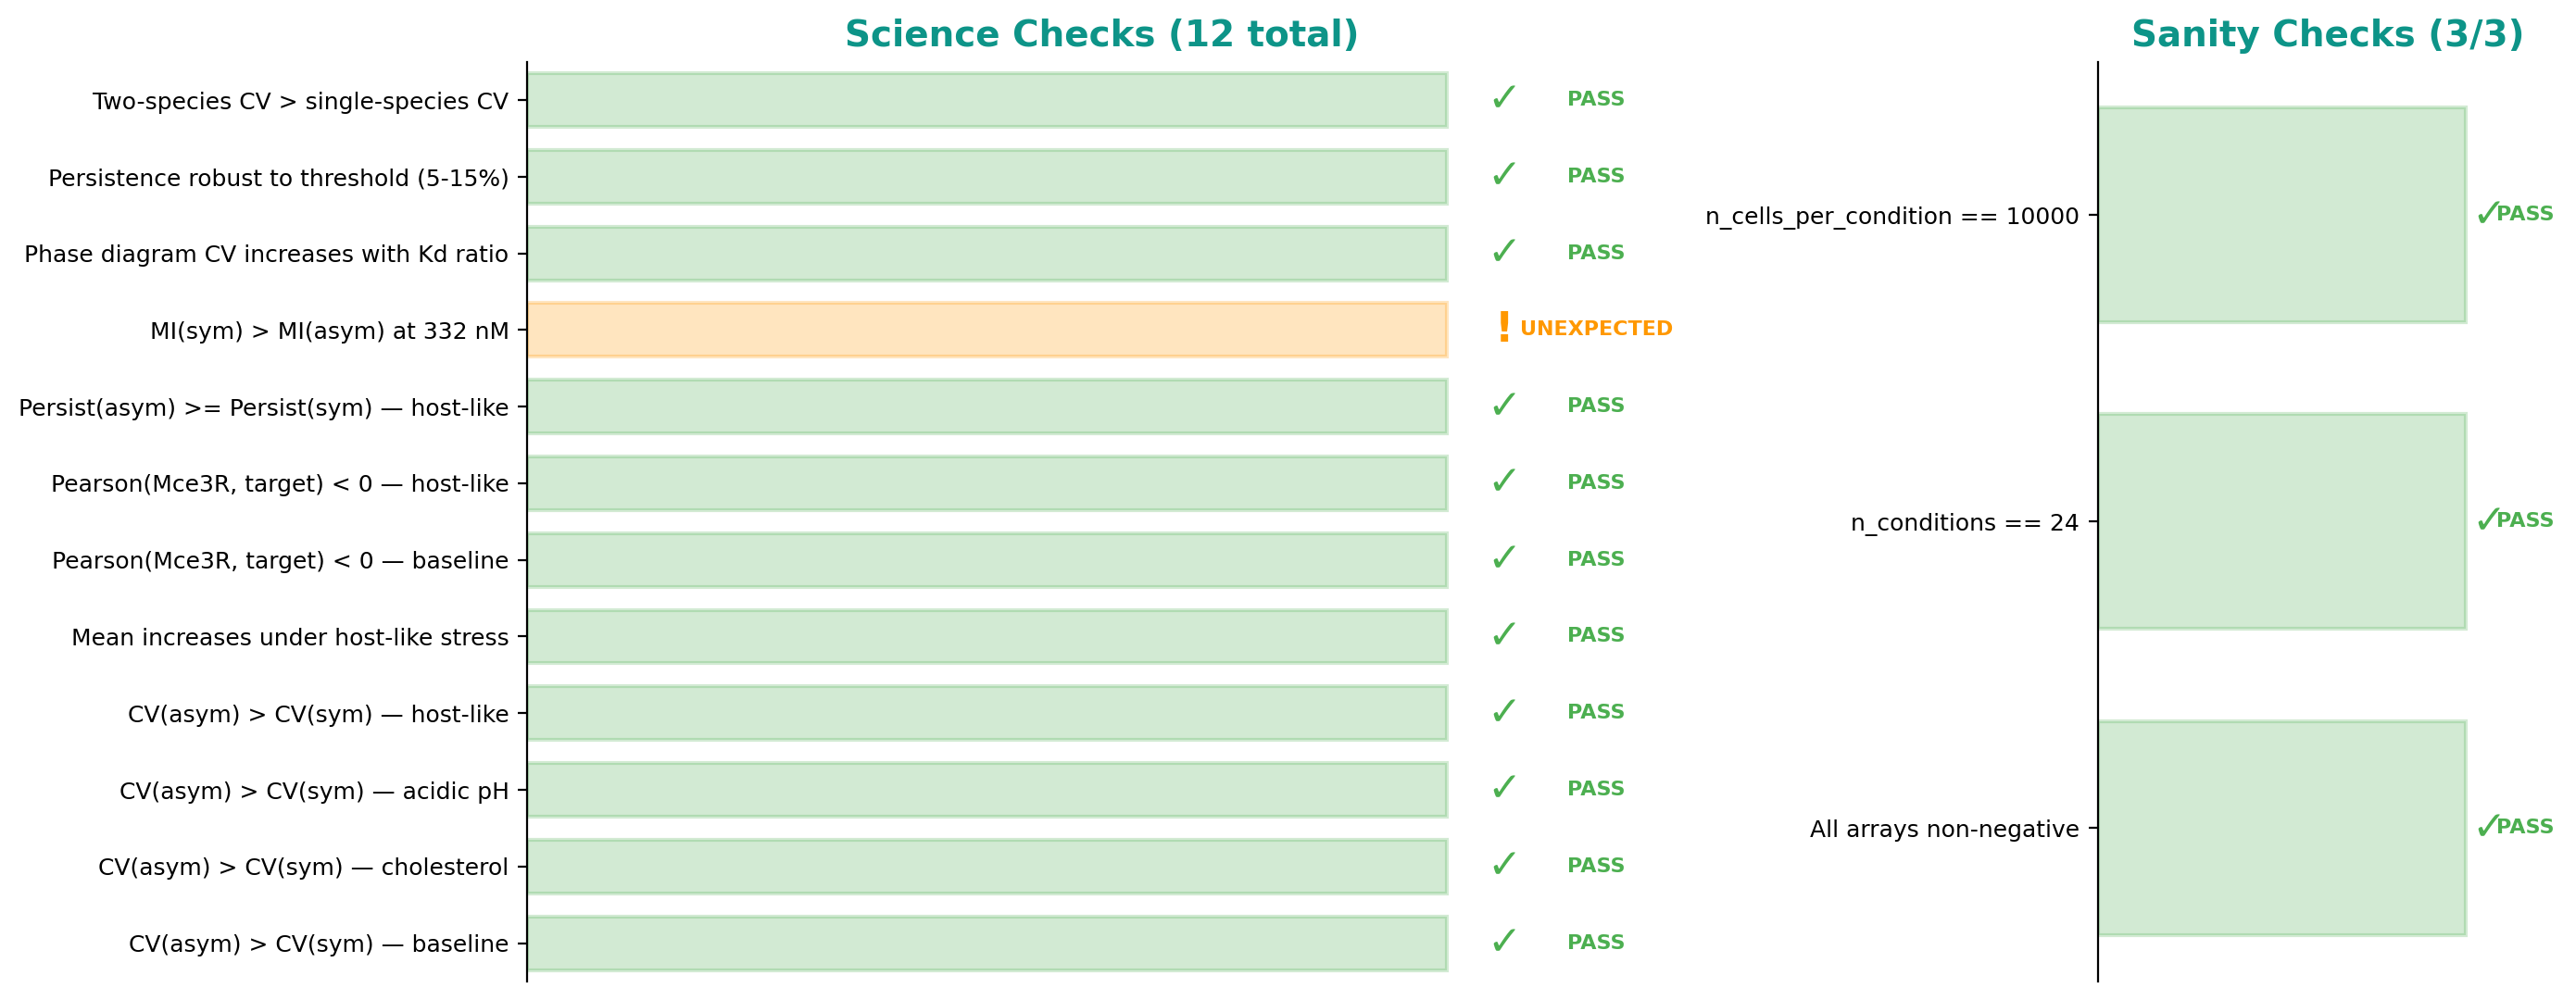 Science Checks (12 total)
Two-species CV > single-species CV ✓ PASS
Persistence robust to threshold (5-15%) ✓ PASS
Phase diagram CV increases with Kd ratio ✓ PASS
MI(sym) > MI(asym) at 332 nM ! UNEXPECTED
Persist(asym) >= Persist(sym) — host-like ✓ PASS
Pearson(Mce3R, target) < 0 — host-like ✓ PASS
Pearson(Mce3R, target) < 0 — baseline ✓ PASS
Mean increases under host-like stress ✓ PASS
CV(asym) > CV(sym) — host-like ✓ PASS
CV(asym) > CV(sym) — acidic pH ✓ PASS
CV(asym) > CV(sym) — cholesterol ✓ PASS
CV(asym) > CV(sym) — baseline ✓ PASS
Sanity Checks (3/3)
n_cells_per_condition == 10000 ✓ PASS
n_conditions == 24 ✓ PASS
All arrays non-negative ✓ PASS